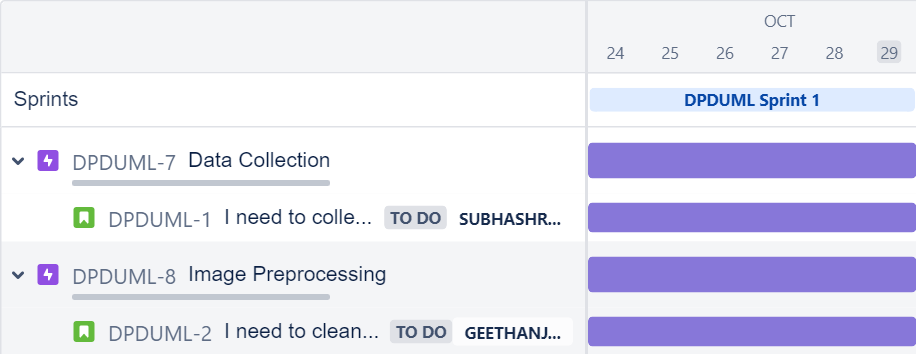 OCT
24 25 26 27 28 29
Sprints DPDUML Sprint 1
DPDUML-7 Data Collection
DPDUML-1 I need to colle... TO DO SUBHASHR...
DPDUML-8 Image Preprocessing
DPDUML-2 I need to clean... TO DO GEETHANJ...